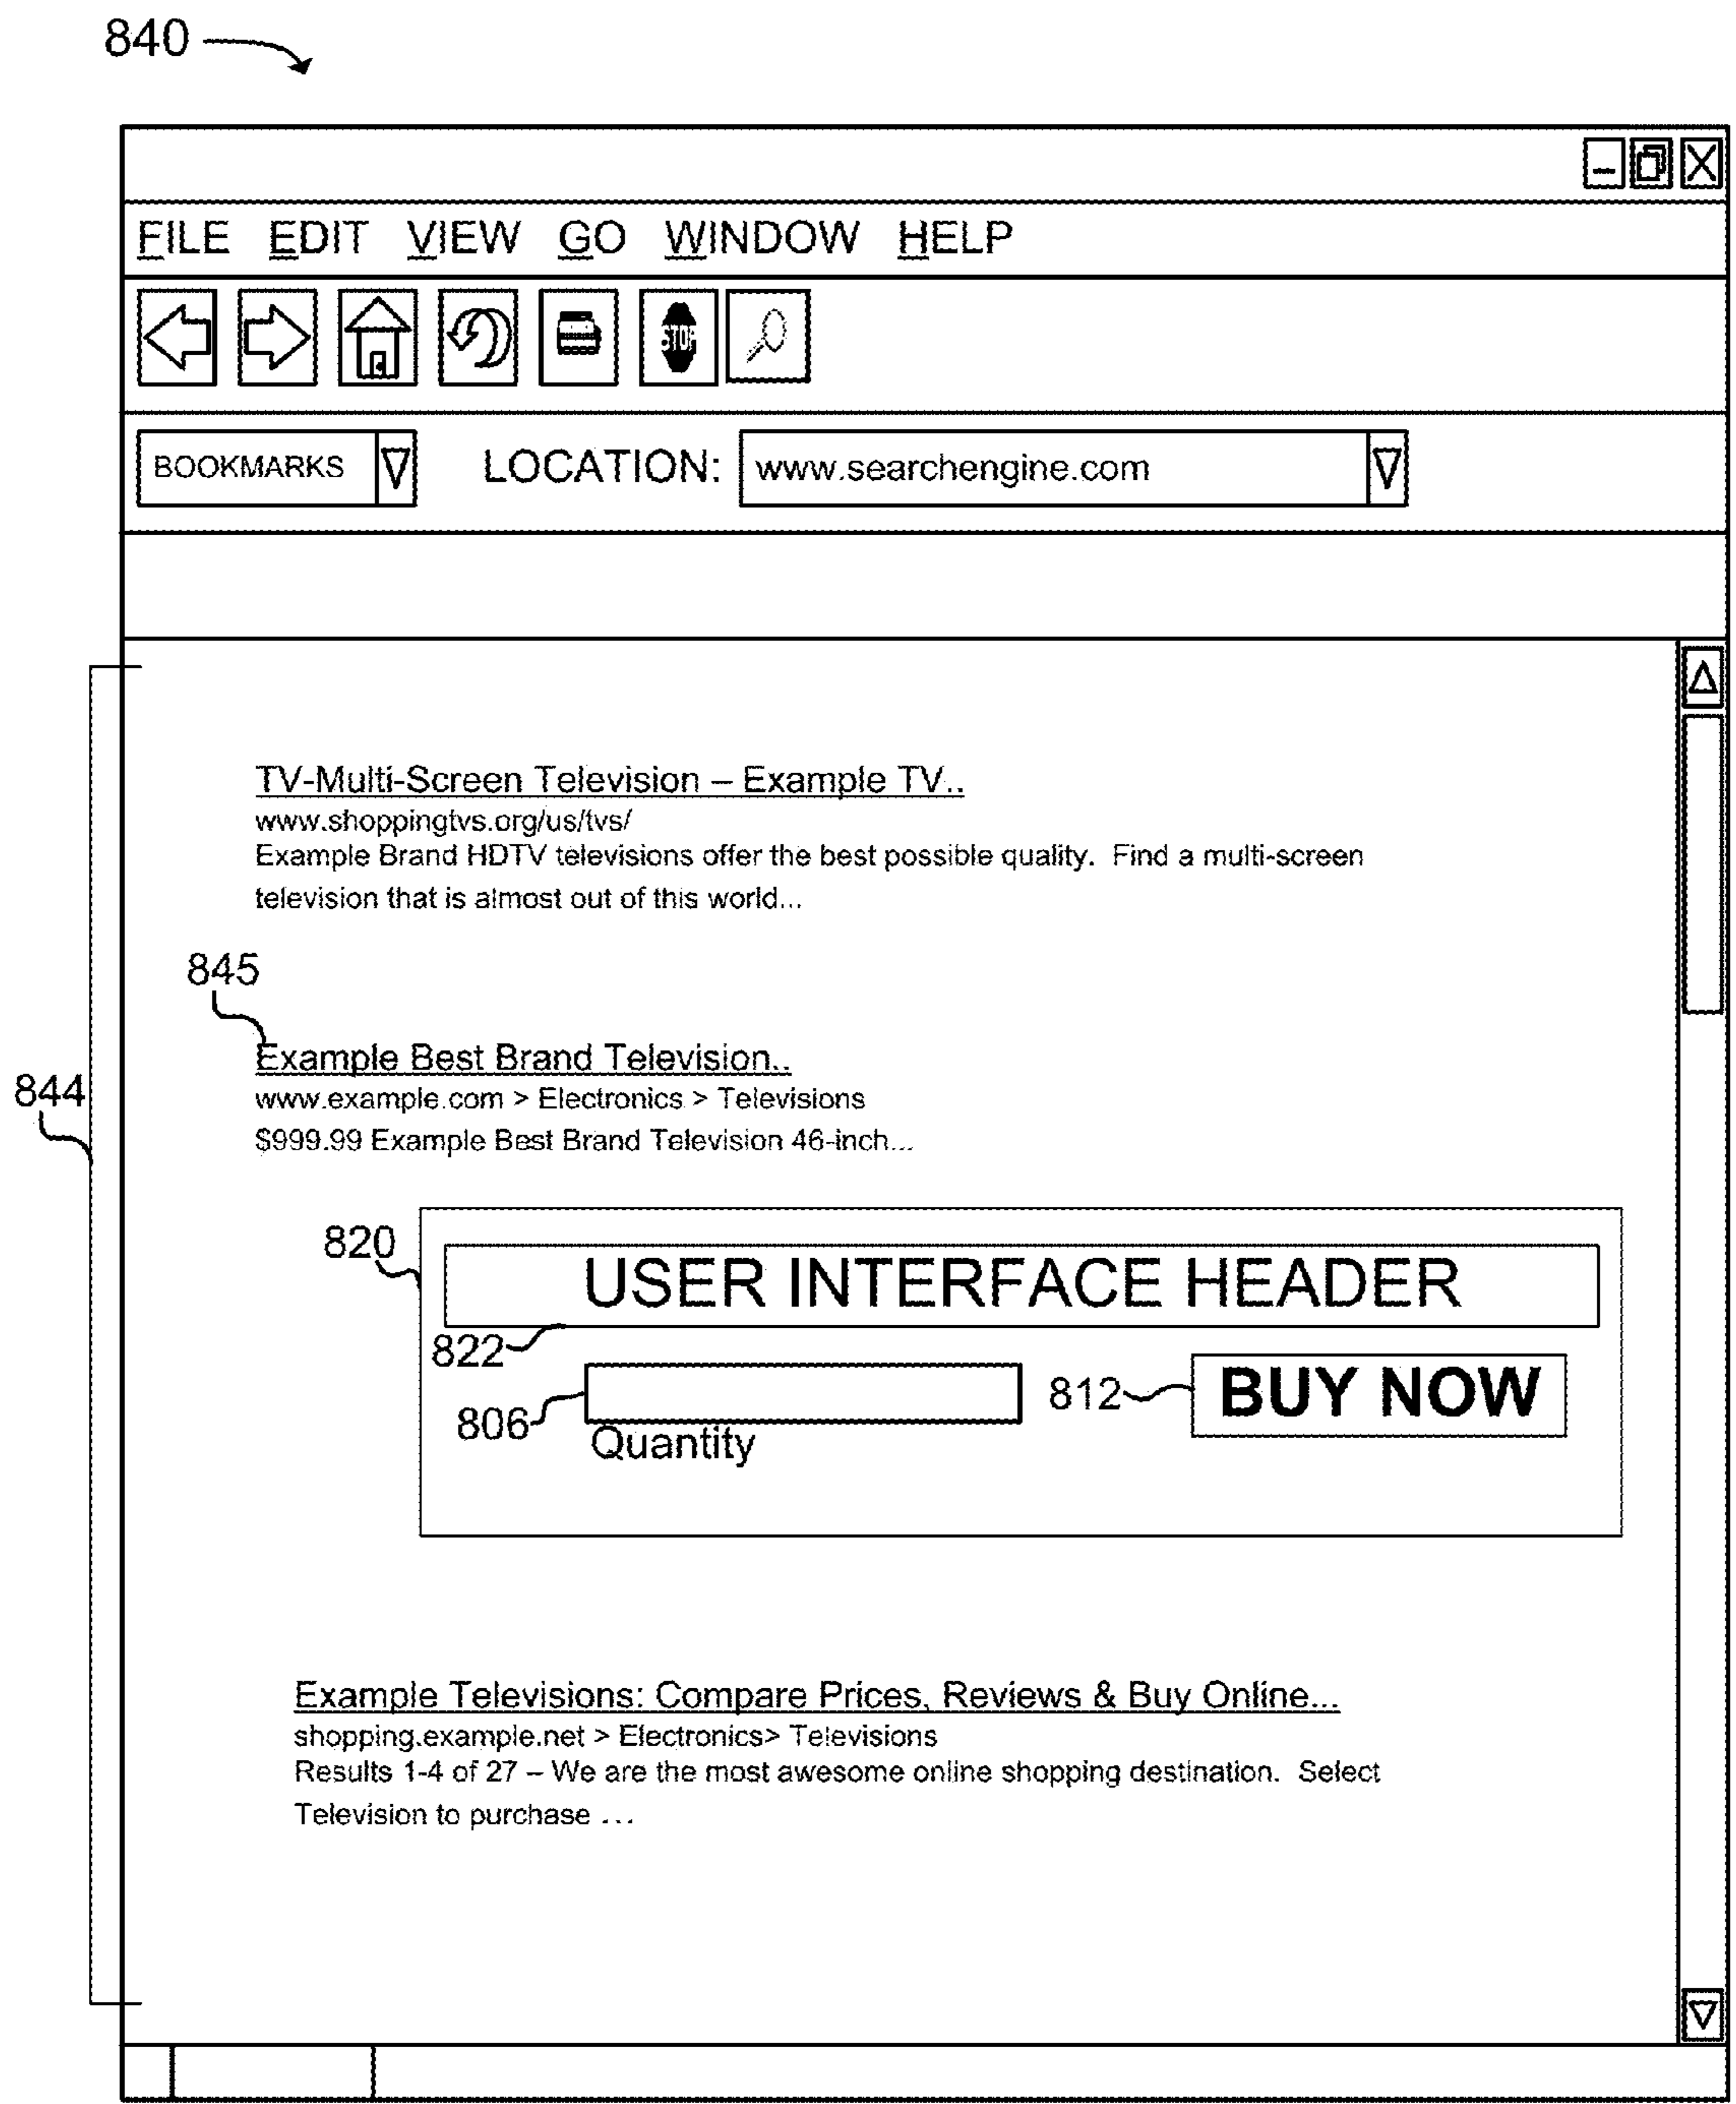 840
FILE EDIT VIEW GO WINDOW HELP
STOP
BOOKMARKS LOCATION: www.searchengine.com
TV-Multi-Screen Television – Example TV..
www.shoppingtvs.org/us/tvs/
Example Brand HDTV televisions offer the best possible quality. Find a multi-screen
television that is almost out of this world...
845
Example Best Brand Television..
844
www.example.com > Electronics > Televisions
$999.99 Example Best Brand Television 46-inch...
820
USER INTERFACE HEADER
822
806
812 BUY NOW
Quantity
Example Televisions: Compare Prices, Reviews & Buy Online...
shopping.example.net > Electronics> Televisions
Results 1-4 of 27 – We are the most awesome online shopping destination. Select
Television to purchase ...